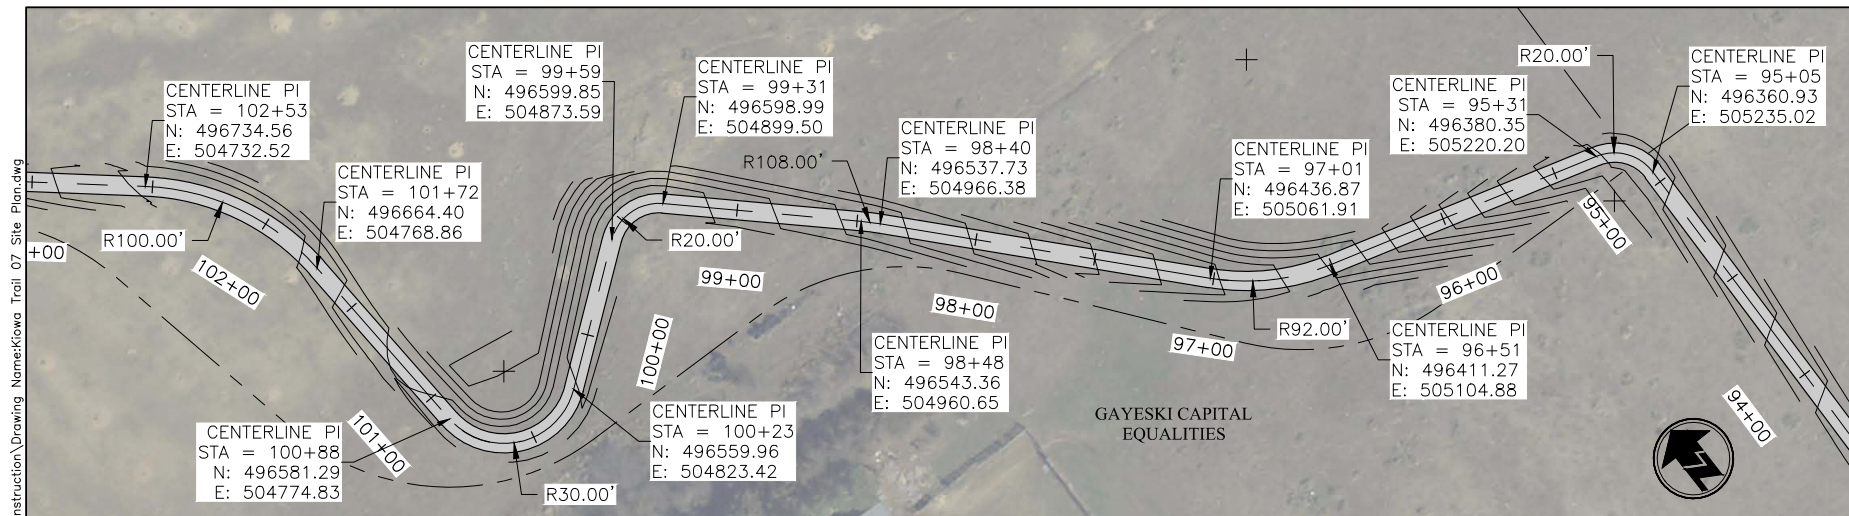 CENTERLINE PI
STA = 102+53
N: 496734.56
E: 504732.52
CENTERLINE PI
STA = 101+72
N: 496664.40
E: 504768.86
CENTERLINE PI
STA = 99+59
N: 496599.85
E: 504873.59
CENTERLINE PI
STA = 99+31
N: 496598.99
E: 504899.50
CENTERLINE PI
STA = 98+40
N: 496537.73
E: 504966.38
R108.00'
CENTERLINE PI
STA = 97+01
N: 496436.87
E: 505061.91
CENTERLINE PI
STA = 95+31
N: 496380.35
E: 505220.20
R20.00'
CENTERLINE PI
STA = 95+05
N: 496360.93
E: 505235.02
+00
R100.00'
102+00
R20.00'
99+00
98+00
97+00
96+00
95+00
94+00
100+00
101+00
R92.00'
CENTERLINE PI
STA = 98+48
N: 496543.36
E: 504960.65
CENTERLINE PI
STA = 96+51
N: 496411.27
E: 505104.88
CENTERLINE PI
STA = 100+88
N: 496581.29
E: 504774.83
R30.00'
CENTERLINE PI
STA = 100+23
N: 496559.96
E: 504823.42
GAYESKI CAPITAL
EQUALITIES
nstruction\Drawing Name:Kiowa Trail 07 Site Plan.dwg